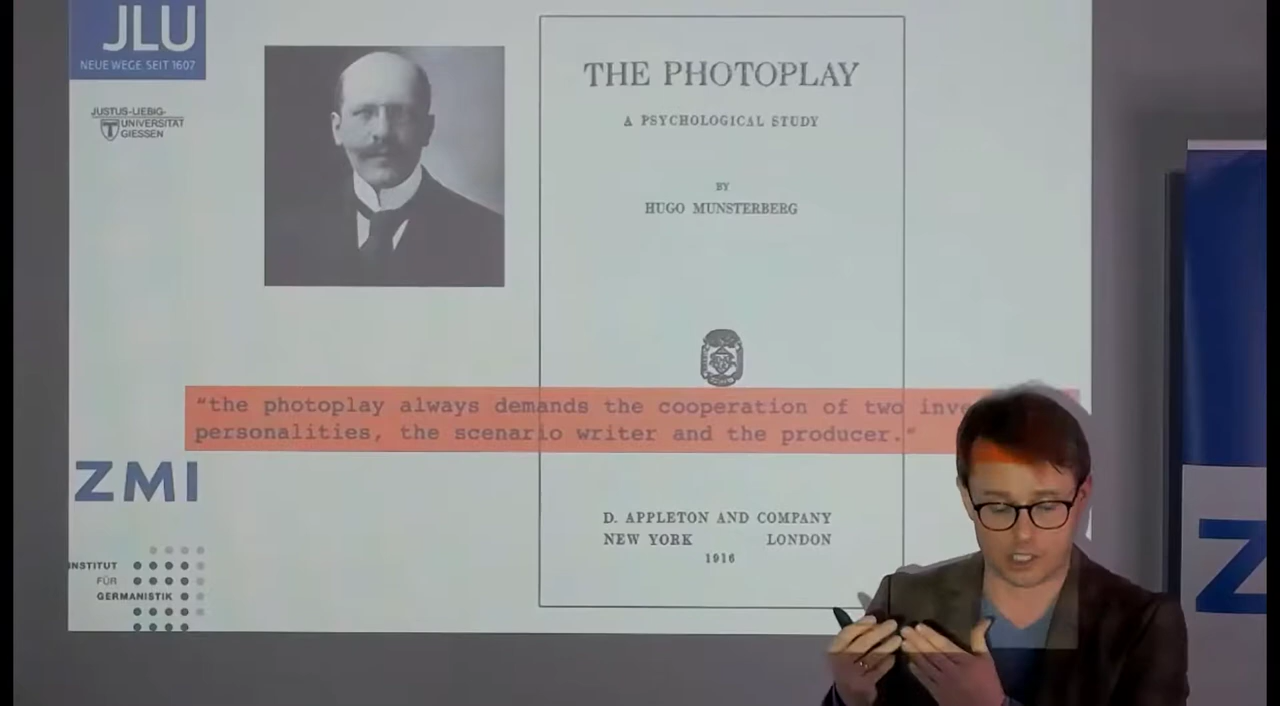 JLU
NEUE WEGE. SEIT 1607
JUSTUS-LIEBIG-
UNIVERSITÄT
GIESSEN
THE PHOTOPLAY
A PSYCHOLOGICAL STUDY
BY
HUGO MUNSTERBERG
"the photoplay always demands the cooperation of two
personalities, the scenario writer and the producer."
D. APPLETON AND COMPANY
NEW YORK LONDON
1916
ZMI
INSTITUT
FÜR
GERMANISTIK
Z